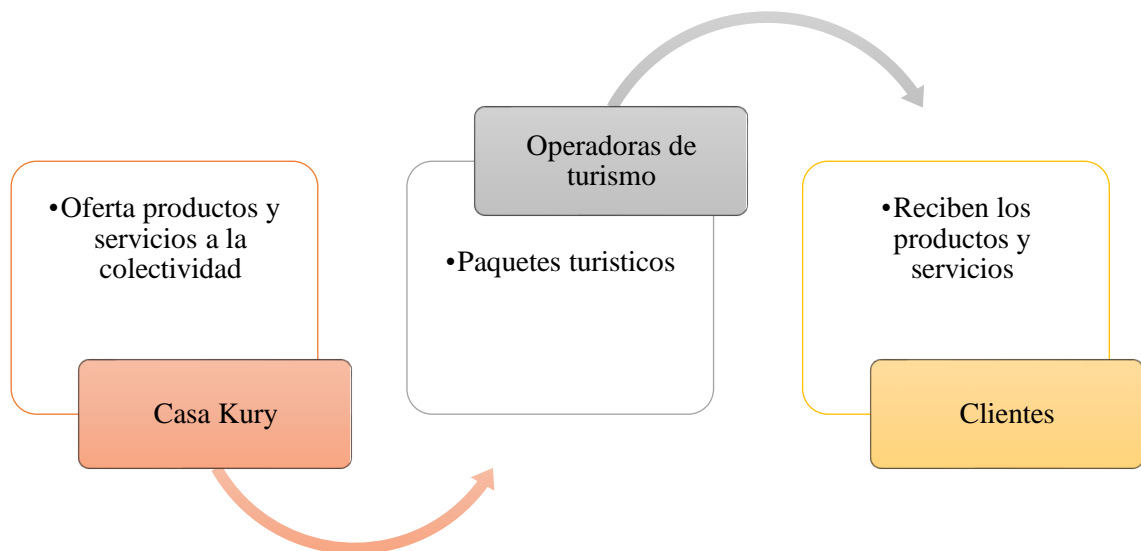 •Oferta productos y
servicios a la
colectividad
Casa Kury
Operadoras de
turismo
•Paquetes turisticos
•Reciben los
productos y
servicios
Clientes